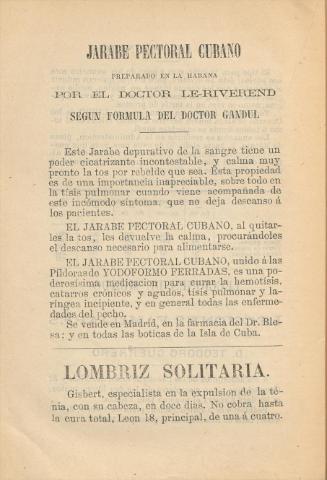 JARABE PECTORAL CUBANO
PREPARADO EN LA HABANA
POR EL DOCTOR LE-RIVEREND
SEGUN FORMULA DEL DOCTOR GANDUL
Este Jarabe depurativo de la sangre tiene un
poder cicatrizante incontestable, y calma muy
pronto la tos por rebelde que sea. Esta propiedad
es de una importancia inapreciable, sobre todo en
la tísis pulmonar cuando viene acompañada de
este incómodo síntoma, que no deja descanso á
los pacientes.
EL JARABE PECTORAL CUBANO, al quitar-
les la tos, les devuelve la calma, procurándoles
el descanso necesario para alimentarse.
EL JARABE PECTORAL CUBANO, unido á las
Píldoras de YODOFORMO FERRADAS, es una po-
derosísima medicacion para curar la hemotísis,
catarros crónicos y agudos, tísis pulmonar y la-
ríngea incipiente, y en general todas las enferme-
dades del pecho.
Se vende en Madrid, en la farmacia del Dr. Ble-
sa; y en todas las boticas de la Isla de Cuba.
LOMBRIZ SOLITARIA.
Gisbert, especialista en la expulsion de la té-
nia, con su cabeza, en doce dias. No cobra hasta
la cura total, Leon 18, principal, de una á cuatro.